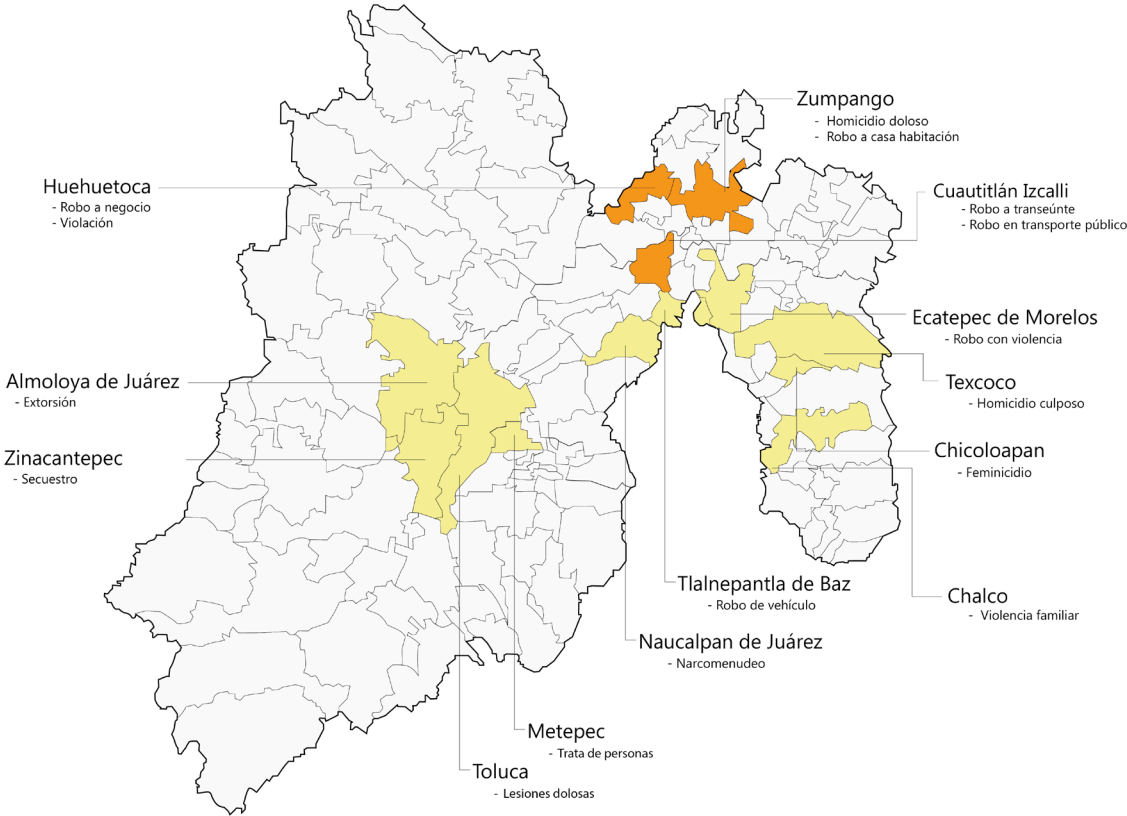 Zumpango
- Homicidio doloso
- Robo a casa habitación
Huehuetoca
- Robo a negocio
- Violación
Cuautitlán Izcalli
- Robo a transeúnte
- Robo en transporte público
Ecatepec de Morelos
- Robo con violencia
Almoloya de Juárez
- Extorsión
Texcoco
- Homicidio culposo
Zinacantepec
- Secuestro
Chicoloapan
- Feminicidio
Tlalnepantla de Baz
- Robo de vehículo
Chalco
- Violencia familiar
Naucalpan de Juárez
- Narcomenudeo
Metepec
- Trata de personas
Toluca
- Lesiones dolosas